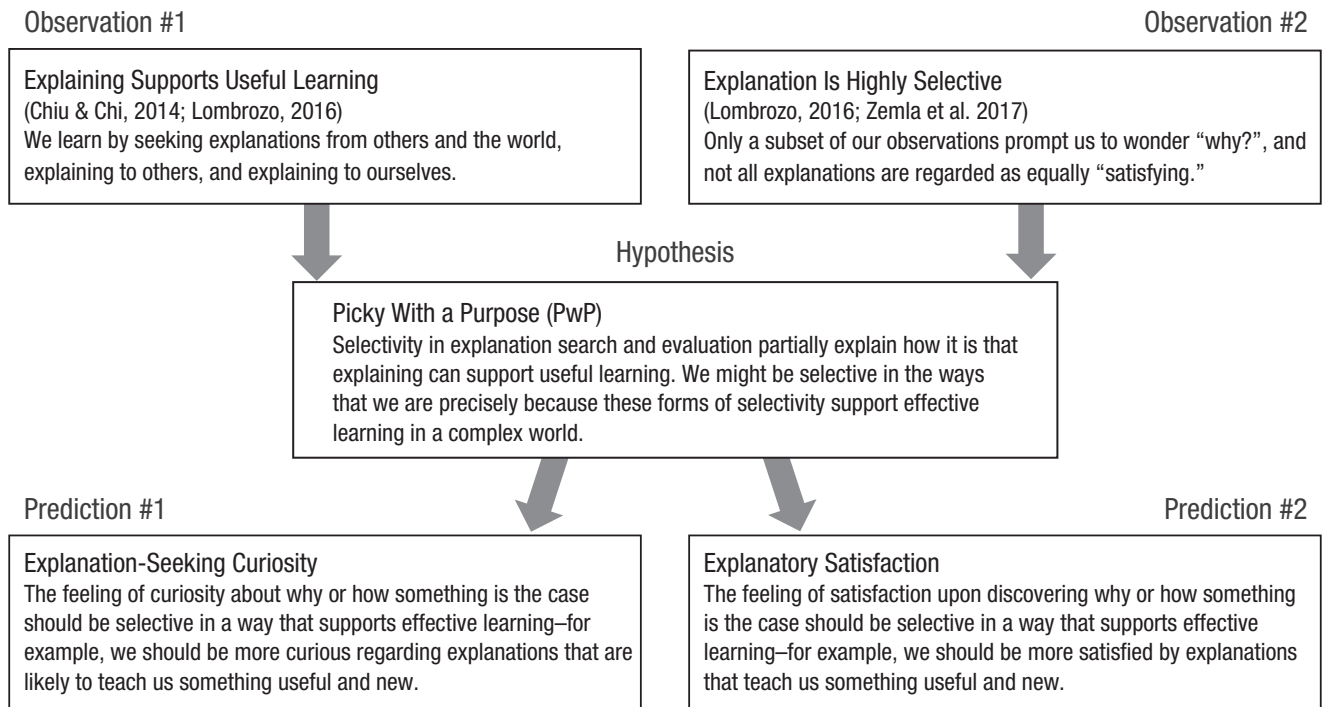 Observation #1
Explaining Supports Useful Learning
(Chiu & Chi, 2014; Lombrozo, 2016)
We learn by seeking explanations from others and the world,
explaining to others, and explaining to ourselves.
Observation #2
Explanation Is Highly Selective
(Lombrozo, 2016; Zemla et al. 2017)
Only a subset of our observations prompt us to wonder “why?”, and
not all explanations are regarded as equally “satisfying.”
Hypothesis
Picky With a Purpose (PwP)
Selectivity in explanation search and evaluation partially explain how it is that
explaining can support useful learning. We might be selective in the ways
that we are precisely because these forms of selectivity support effective
learning in a complex world.
Prediction #1
Explanation-Seeking Curiosity
The feeling of curiosity about why or how something is the case
should be selective in a way that supports effective learning–for
example, we should be more curious regarding explanations that are
likely to teach us something useful and new.
Prediction #2
Explanatory Satisfaction
The feeling of satisfaction upon discovering why or how something
is the case should be selective in a way that supports effective
learning–for example, we should be more satisfied by explanations
that teach us something useful and new.